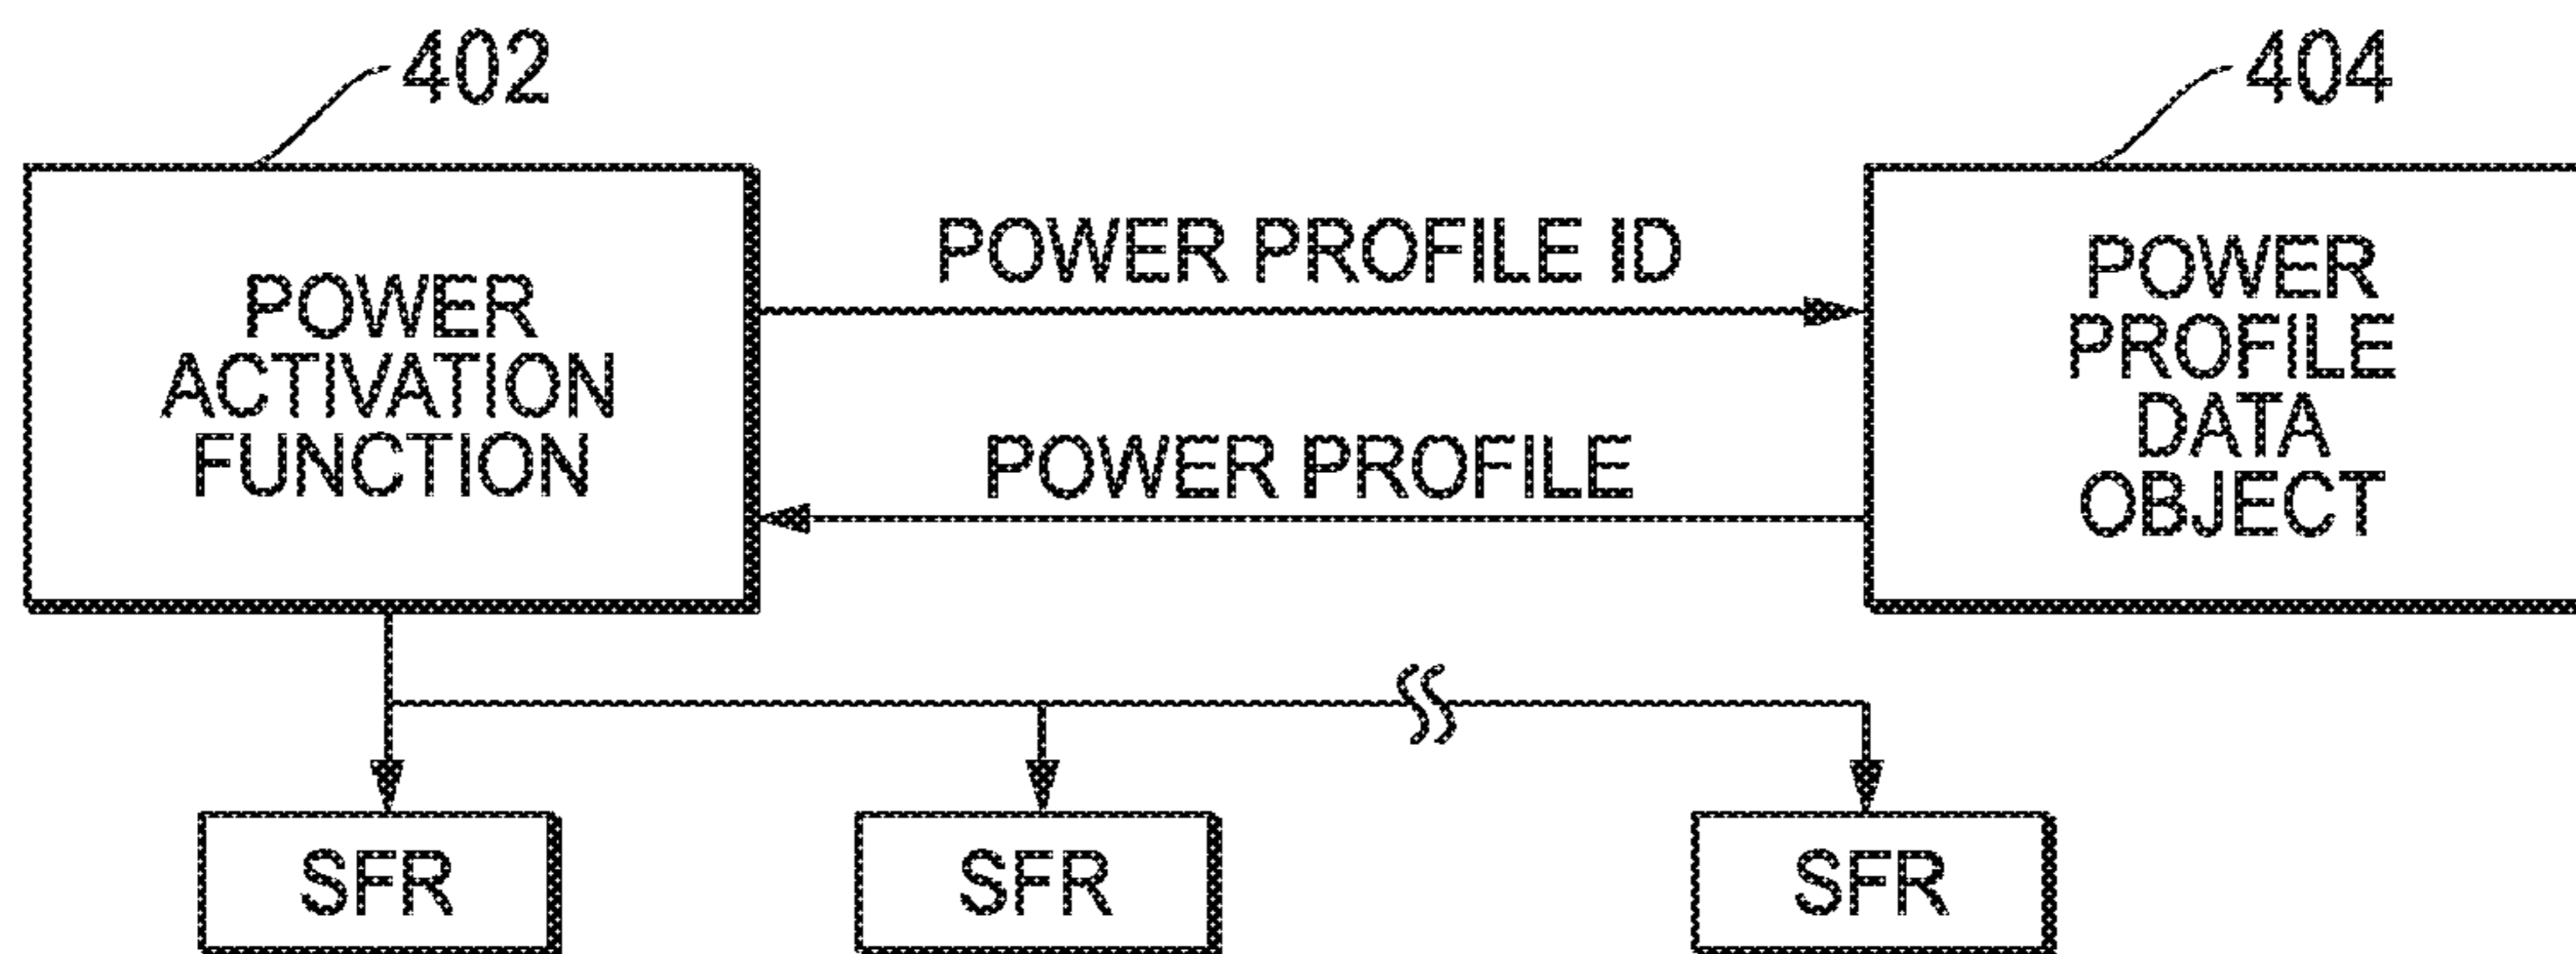 402
404
POWER
ACTIVATION
FUNCTION
POWER PROFILE ID
POWER PROFILE
POWER
PROFILE
DATA
OBJECT
SFR
SFR
SFR